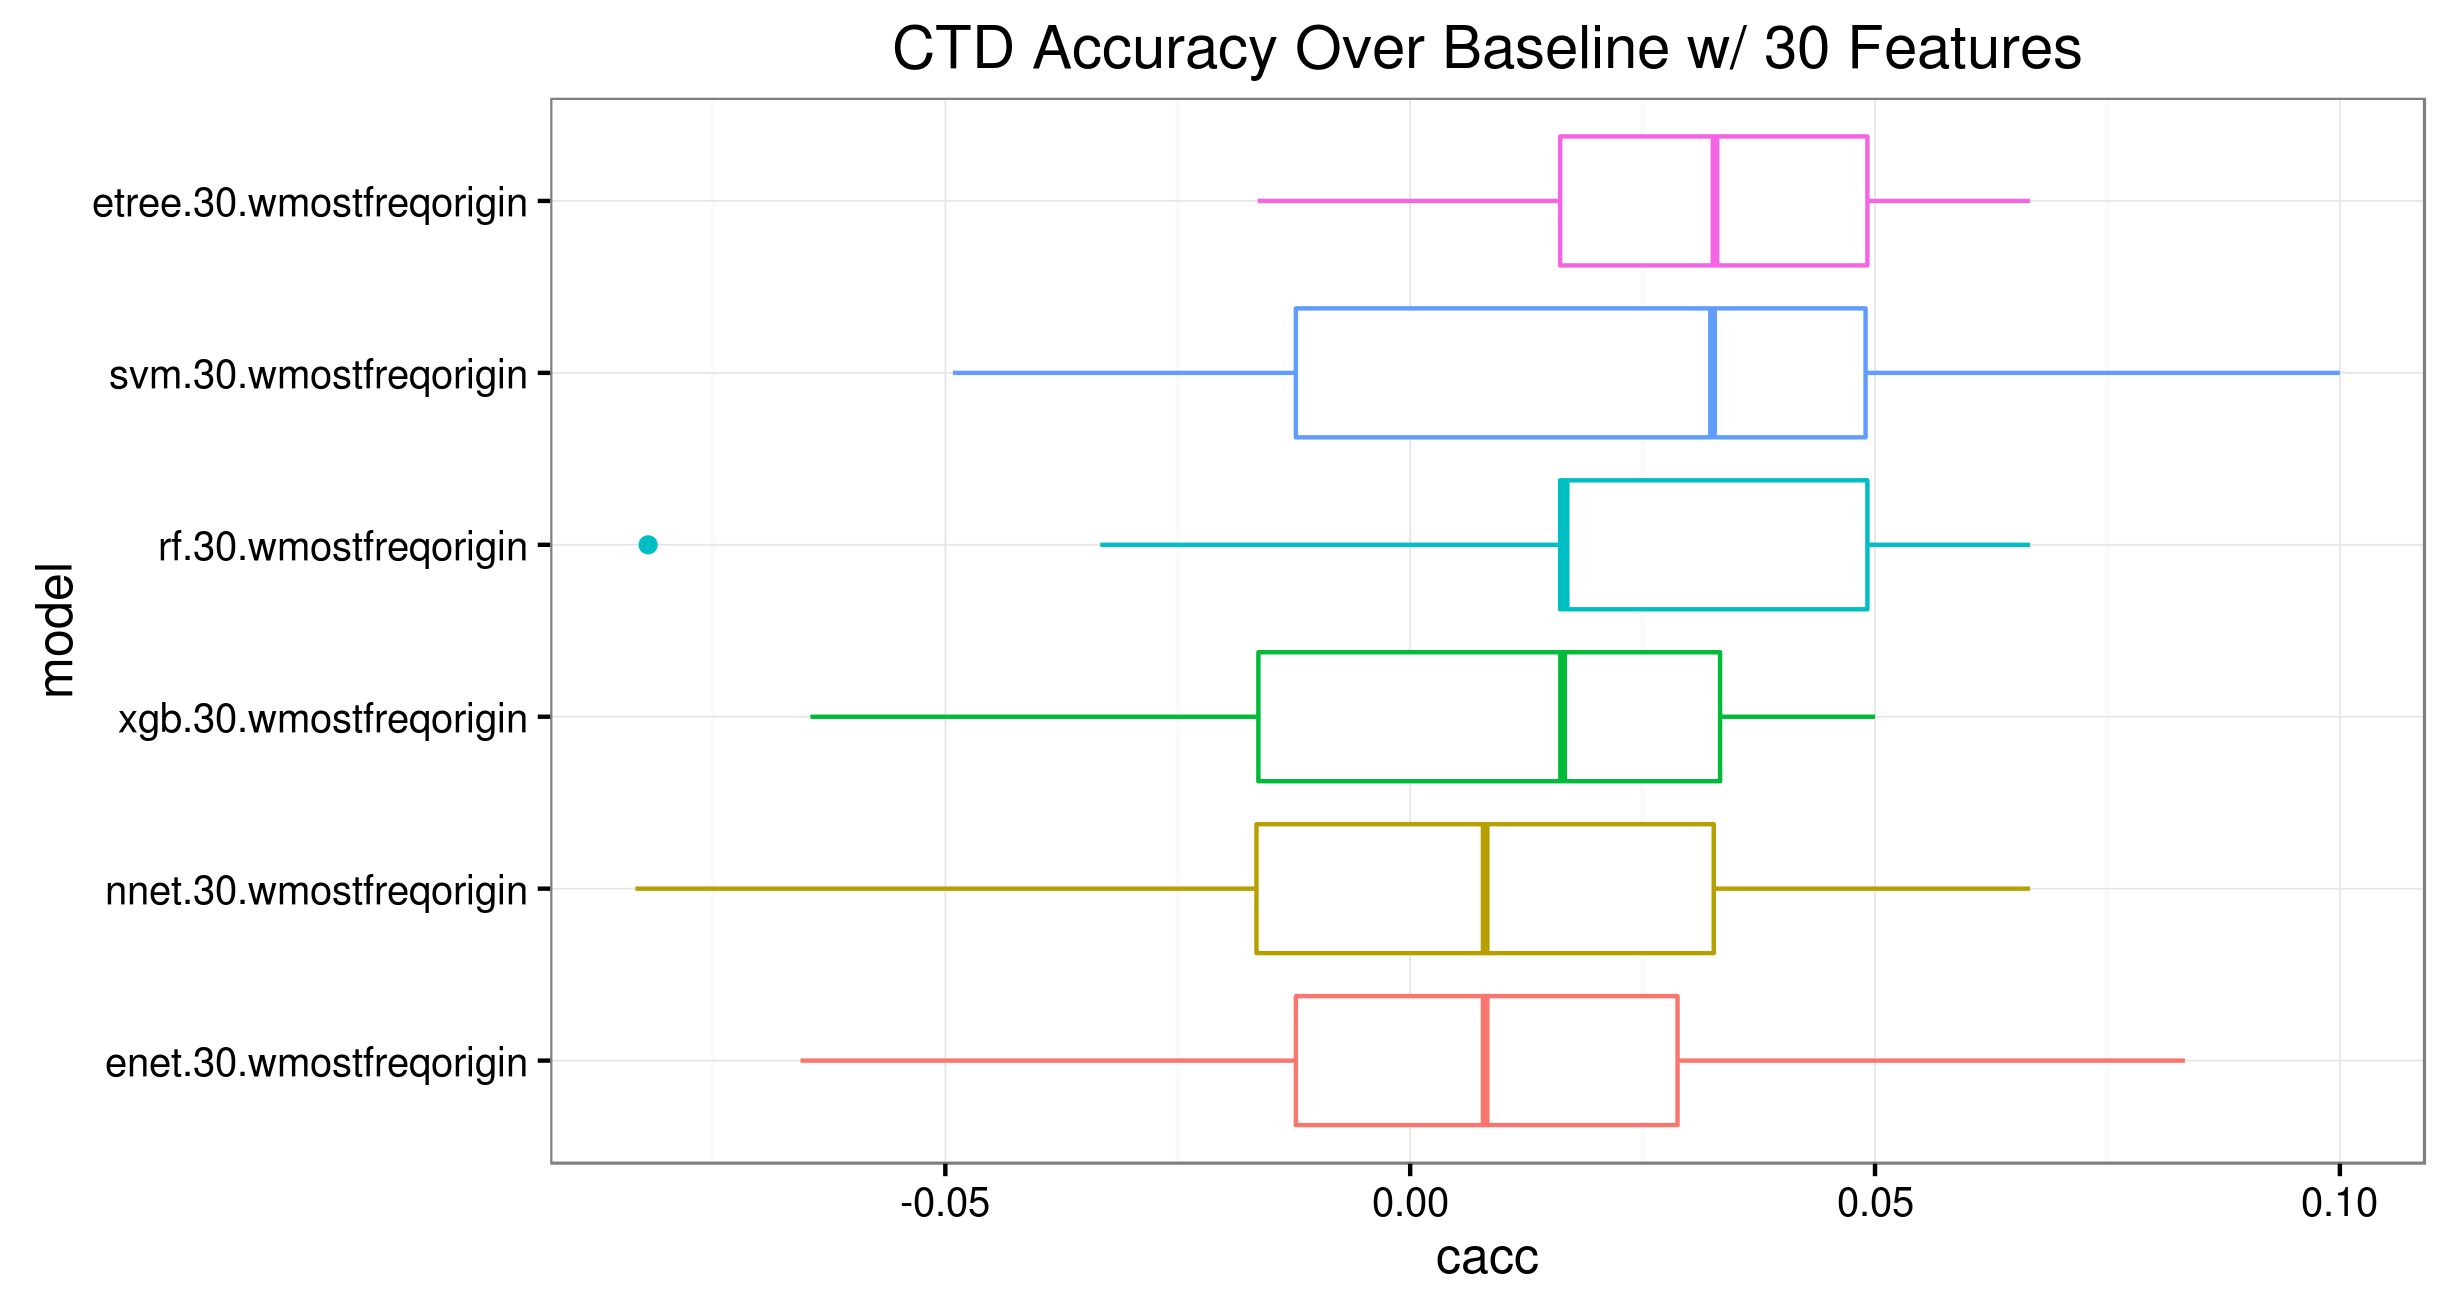 CTD Accuracy Over Baseline w/ 30 Features
etree.30.wmostfreqorigin
svm.30.wmostfreqorigin
rf.30.wmostfreqorigin
xgb.30.wmostfreqorigin
nnet.30.wmostfreqorigin
enet.30.wmostfreqorigin
model
-0.05 0.00 0.05 0.10
cacc